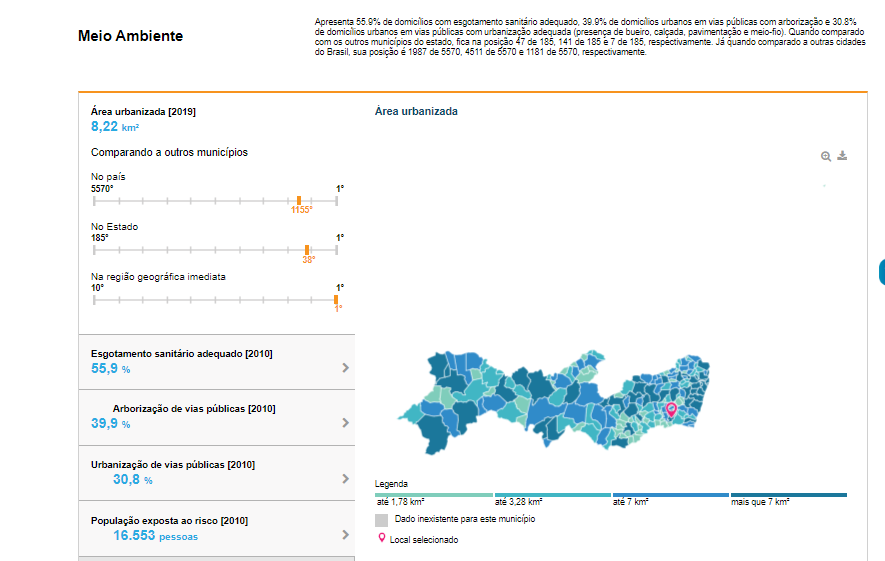 Meio Ambiente
Apresenta 55.9% de domicílios com esgotamento sanitário adequado, 39.9% de domicílios urbanos em vias públicas com arborização e 30.8%
de domicílios urbanos em vias públicas com urbanização adequada (presença de bueiro, calçada, pavimentação e meio-fio). Quando comparado
com os outros municípios do estado, fica na posição 47 de 185, 141 de 185 e 7 de 185, respectivamente. Já quando comparado a outras cidades
do Brasil, sua posição é 1987 de 5570, 4511 de 5570 e 1181 de 5570, respectivamente.
Área urbanizada [2019]
8,22 km²
Comparando a outros municípios
No país
5570° 1°
1155°
No Estado
185° 1°
38°
Na região geográfica imediata
10° 1°
1°
Esgotamento sanitário adequado [2010]
55,9 %
Arborização de vias públicas [2010]
39,9 %
Urbanização de vias públicas [2010]
30,8 %
População exposta ao risco [2010]
16.553 pessoas
Área urbanizada
Legenda
até 1,78 km² até 3,28 km² até 7 km² mais que 7 km²
Dado inexistente para este município
Local selecionado